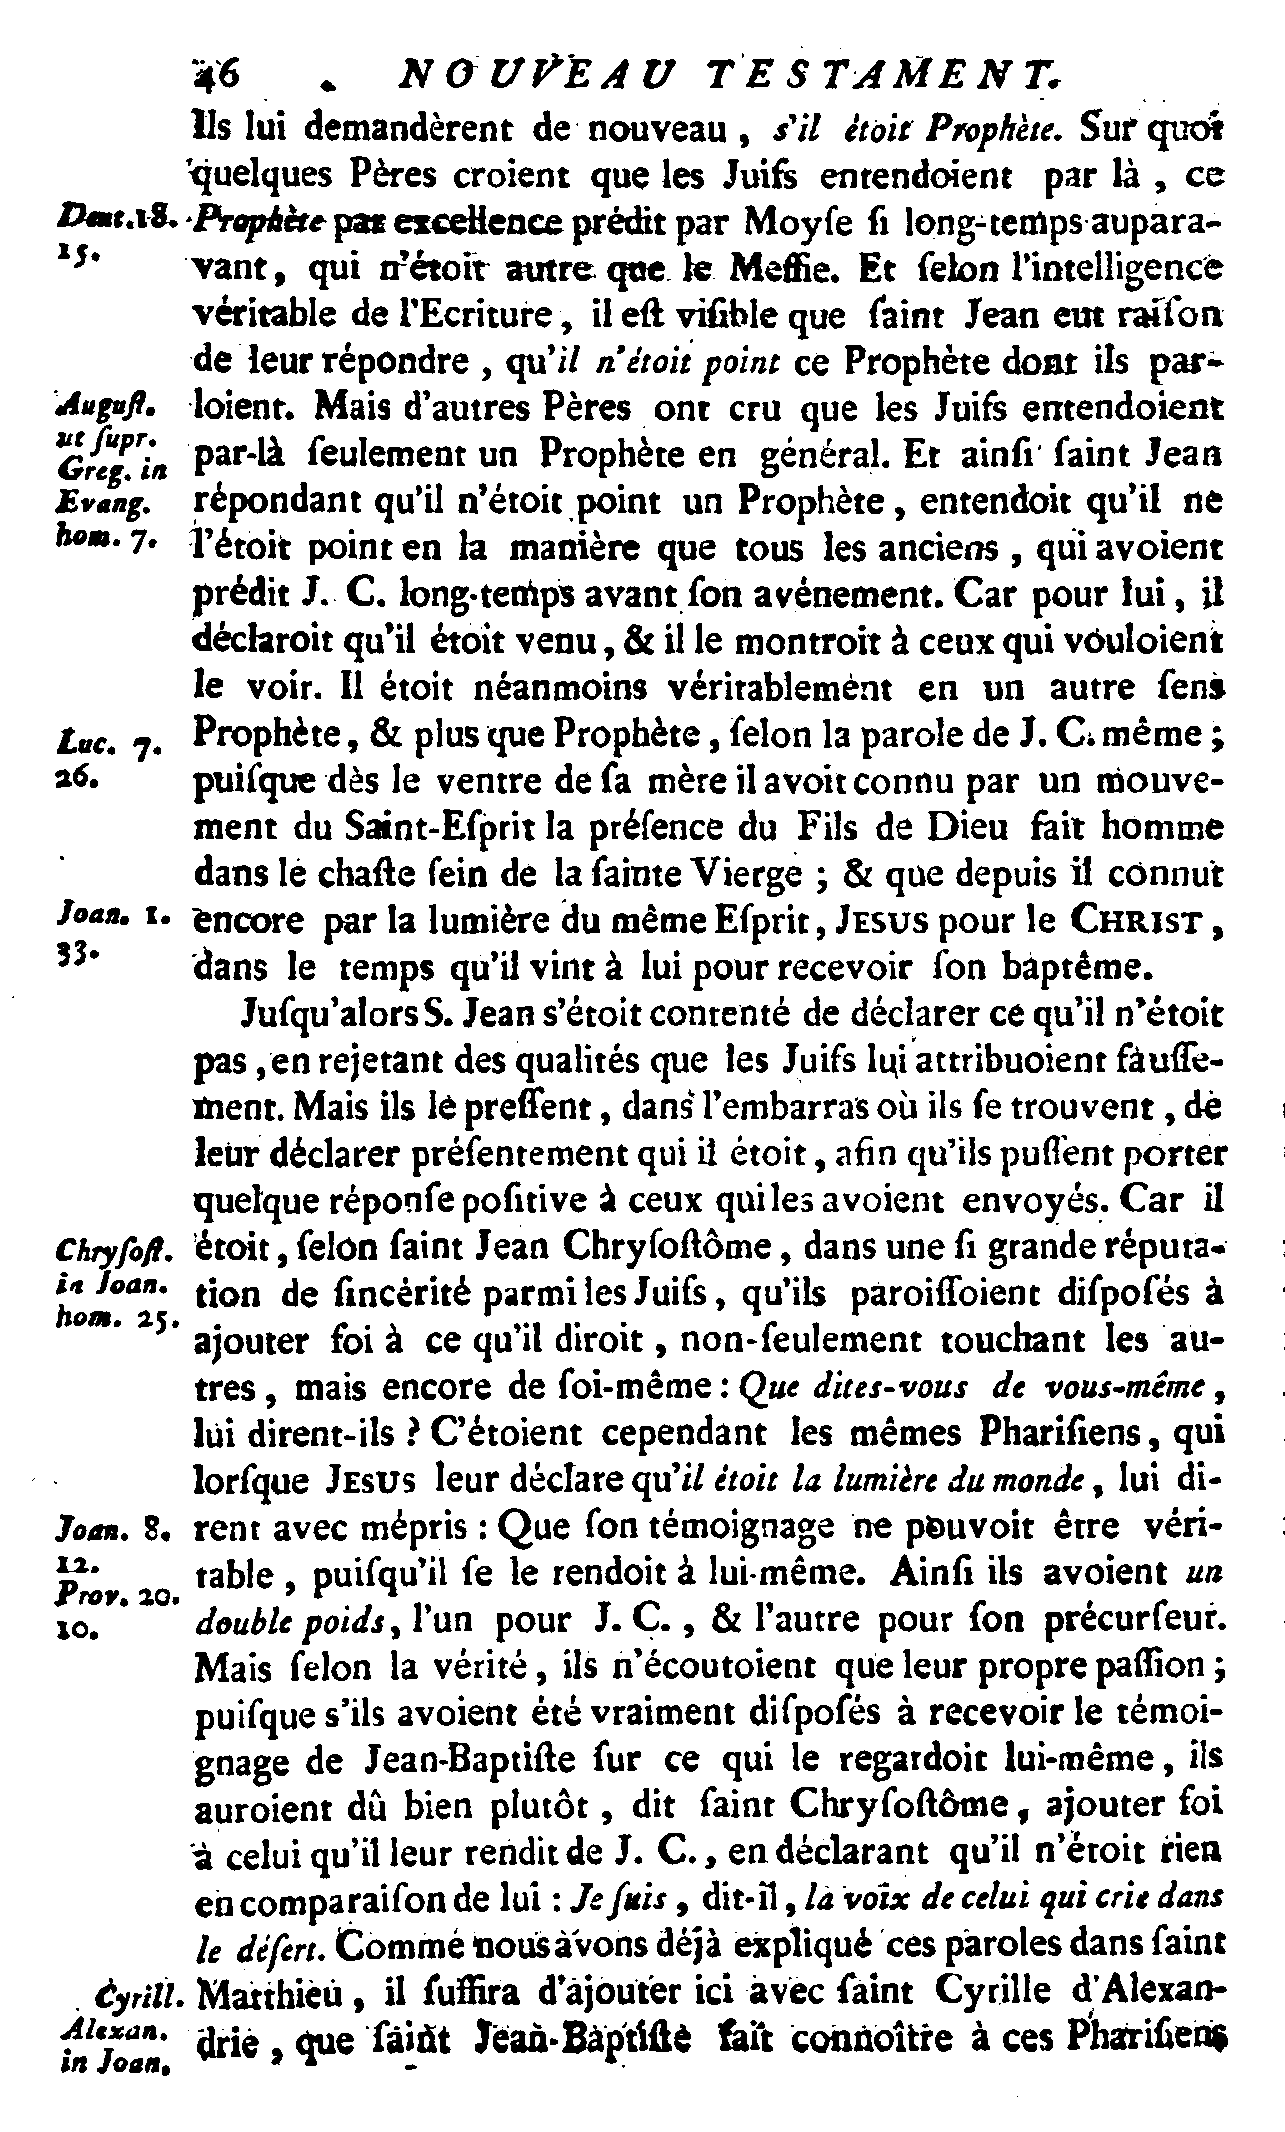 46 NOUVEAU TESTAMENT.
Ils lui demandèrent de nouveau, s'il étoit Prophète. Sur quoi
quelques Pères croient que les Juifs entendoient par là, ce
Deut. 18. Prophète par excellence prédit par Moyſe ſi long-temps aupara-
15. vant, qui n'étoit autre que le Meſſie. Et ſelon l'intelligence
véritable de l'Ecriture, il eſt viſible que ſaint Jean eut raiſon
de leur répondre, qu'il n'étoit point ce Prophète dont ils par-
Auguſt. loient. Mais d'autres Pères ont cru que les Juifs entendoient
ut ſupr.
Greg. in par-là ſeulement un Prophète en général. Et ainſi ſaint Jean
Evang. répondant qu'il n'étoit point un Prophète, entendoit qu'il ne
hom. 7. l'étoit point en la manière que tous les anciens, qui avoient
prédit J. C. long-temps avant ſon avénement. Car pour lui, il
déclaroit qu'il étoit venu, & il le montroit à ceux qui vouloient
le voir. Il étoit néanmoins véritablement en un autre ſens
Luc. 7. Prophète, & plus que Prophète, ſelon la parole de J. C. même;
26. puiſque dès le ventre de ſa mère il avoit connu par un mouve-
ment du Saint-Eſprit la préſence du Fils de Dieu fait homme
dans le chaſte ſein de la ſainte Vierge; & que depuis il connut
Joan. 1. encore par la lumière du même Eſprit, JESUS pour le CHRIST,
33. dans le temps qu'il vint à lui pour recevoir ſon baptême.
Juſqu'alors S. Jean s'étoit contenté de déclarer ce qu'il n'étoit
pas, en rejetant des qualités que les Juifs lui attribuoient fauſſe-
ment. Mais ils le preſſent, dans l'embarras où ils ſe trouvent, de
leur déclarer préſentement qui il étoit, afin qu'ils puſſent porter
quelque réponſe poſitive à ceux qui les avoient envoyés. Car il
Chryſoſt. étoit, ſelon ſaint Jean Chryſoſtôme, dans une ſi grande réputa-
in Joan. tion de ſincérité parmi les Juifs, qu'ils paroiſſoient diſpoſés à
hom. 25. ajouter foi à ce qu'il diroit, non-ſeulement touchant les au-
tres, mais encore de ſoi-même: Que dites-vous de vous-même,
lui dirent-ils? C'étoient cependant les mêmes Phariſiens, qui
lorſque JESUS leur déclare qu'il étoit la lumière du monde, lui di-
Joan. 8. rent avec mépris: Que ſon témoignage ne pouvoit être véri-
12.
Prov. 20. table, puiſqu'il ſe le rendoit à lui-même. Ainſi ils avoient un
10. double poids, l'un pour J. C., & l'autre pour ſon précurſeur.
Mais ſelon la vérité, ils n'écoutoient que leur propre paſſion;
puiſque s'ils avoient été vraiment diſpoſés à recevoir le témoi-
gnage de Jean-Baptiſte ſur ce qui le regardoit lui-même, ils
auroient dû bien plutôt, dit ſaint Chryſoſtôme, ajouter foi
à celui qu'il leur rendit de J. C., en déclarant qu'il n'étoit rien
en comparaiſon de lui: Je ſuis, dit-il, la voix de celui qui crie dans
le déſert. Comme nous avons déjà expliqué ces paroles dans ſaint
Cyrill. Matthieu, il ſuffira d'ajouter ici avec ſaint Cyrille d'Alexan-
Alexan. drie, que ſaint Jean-Baptiſte fait connoître à ces Phariſiens
in Joan.